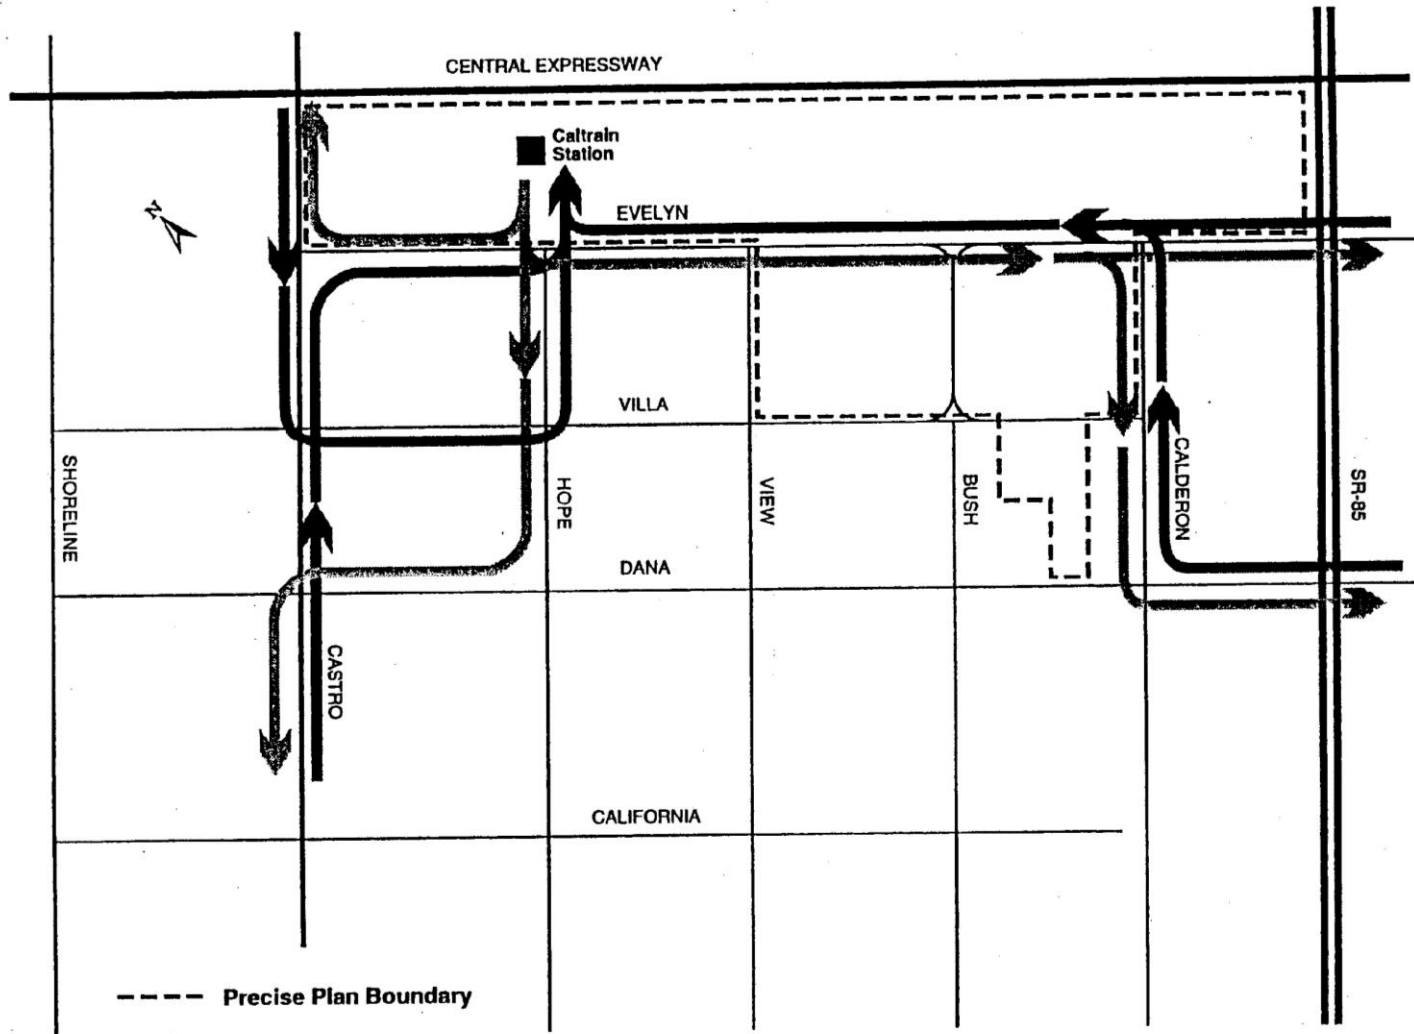 CENTRAL EXPRESSWAY
Caltrain
Station
N
EVELYN
VILLA
SHORELINE
HOPE
VIEW
BUSH
CALDERON
SR-85
DANA
CASTRO
CALIFORNIA
Precise Plan Boundary